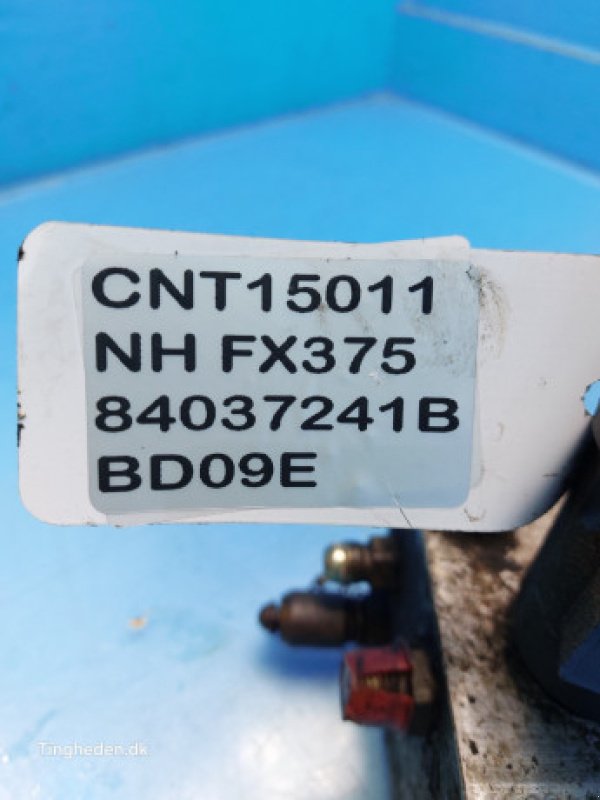 CNT15011
NH FX375
84037241B
BD09E
Tingheden.dk